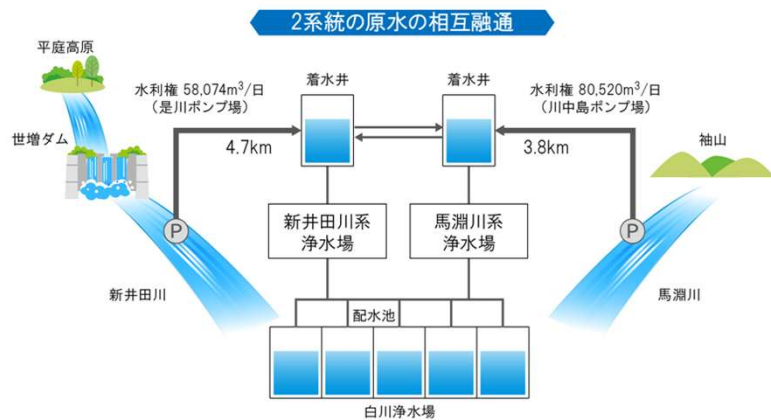 2系統の原水の相互融通
平庭高原
水利権 58,074m³/日
(是川ポンプ場)
着水井
着水井
水利権 80,520m³/日
(川中島ポンプ場)
世増ダム
4.7km
3.8km
袖山
P
P
新井田川系
浄水場
馬淵川系
浄水場
新井田川
馬淵川
配水池
白川浄水場